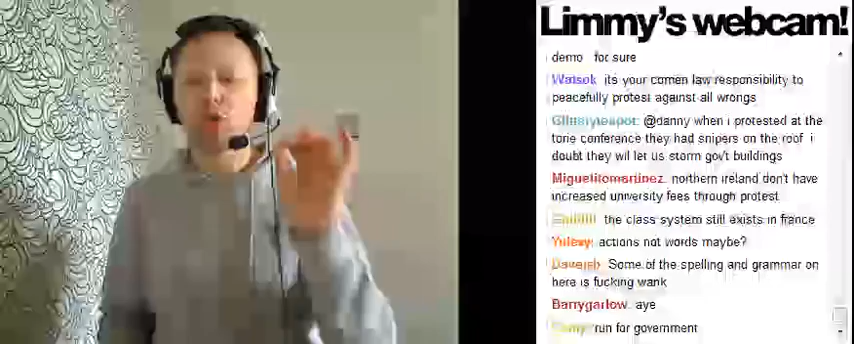 Limmy's webcam!
demo for sure
Watsok its your comen law responsibility to
peacefully protest against all wrongs
@danny when i protested at the
torie conference they had snipers on the roof i
doubt they wil let us storm gov't buildings
Miguelitomartinez. northern ireland don't have
increased university fees through protest
the class system still exists in france
actions not words maybe?
Some of the spelling and grammar on
here is fucking wank
Barrygarlow. aye
run for government